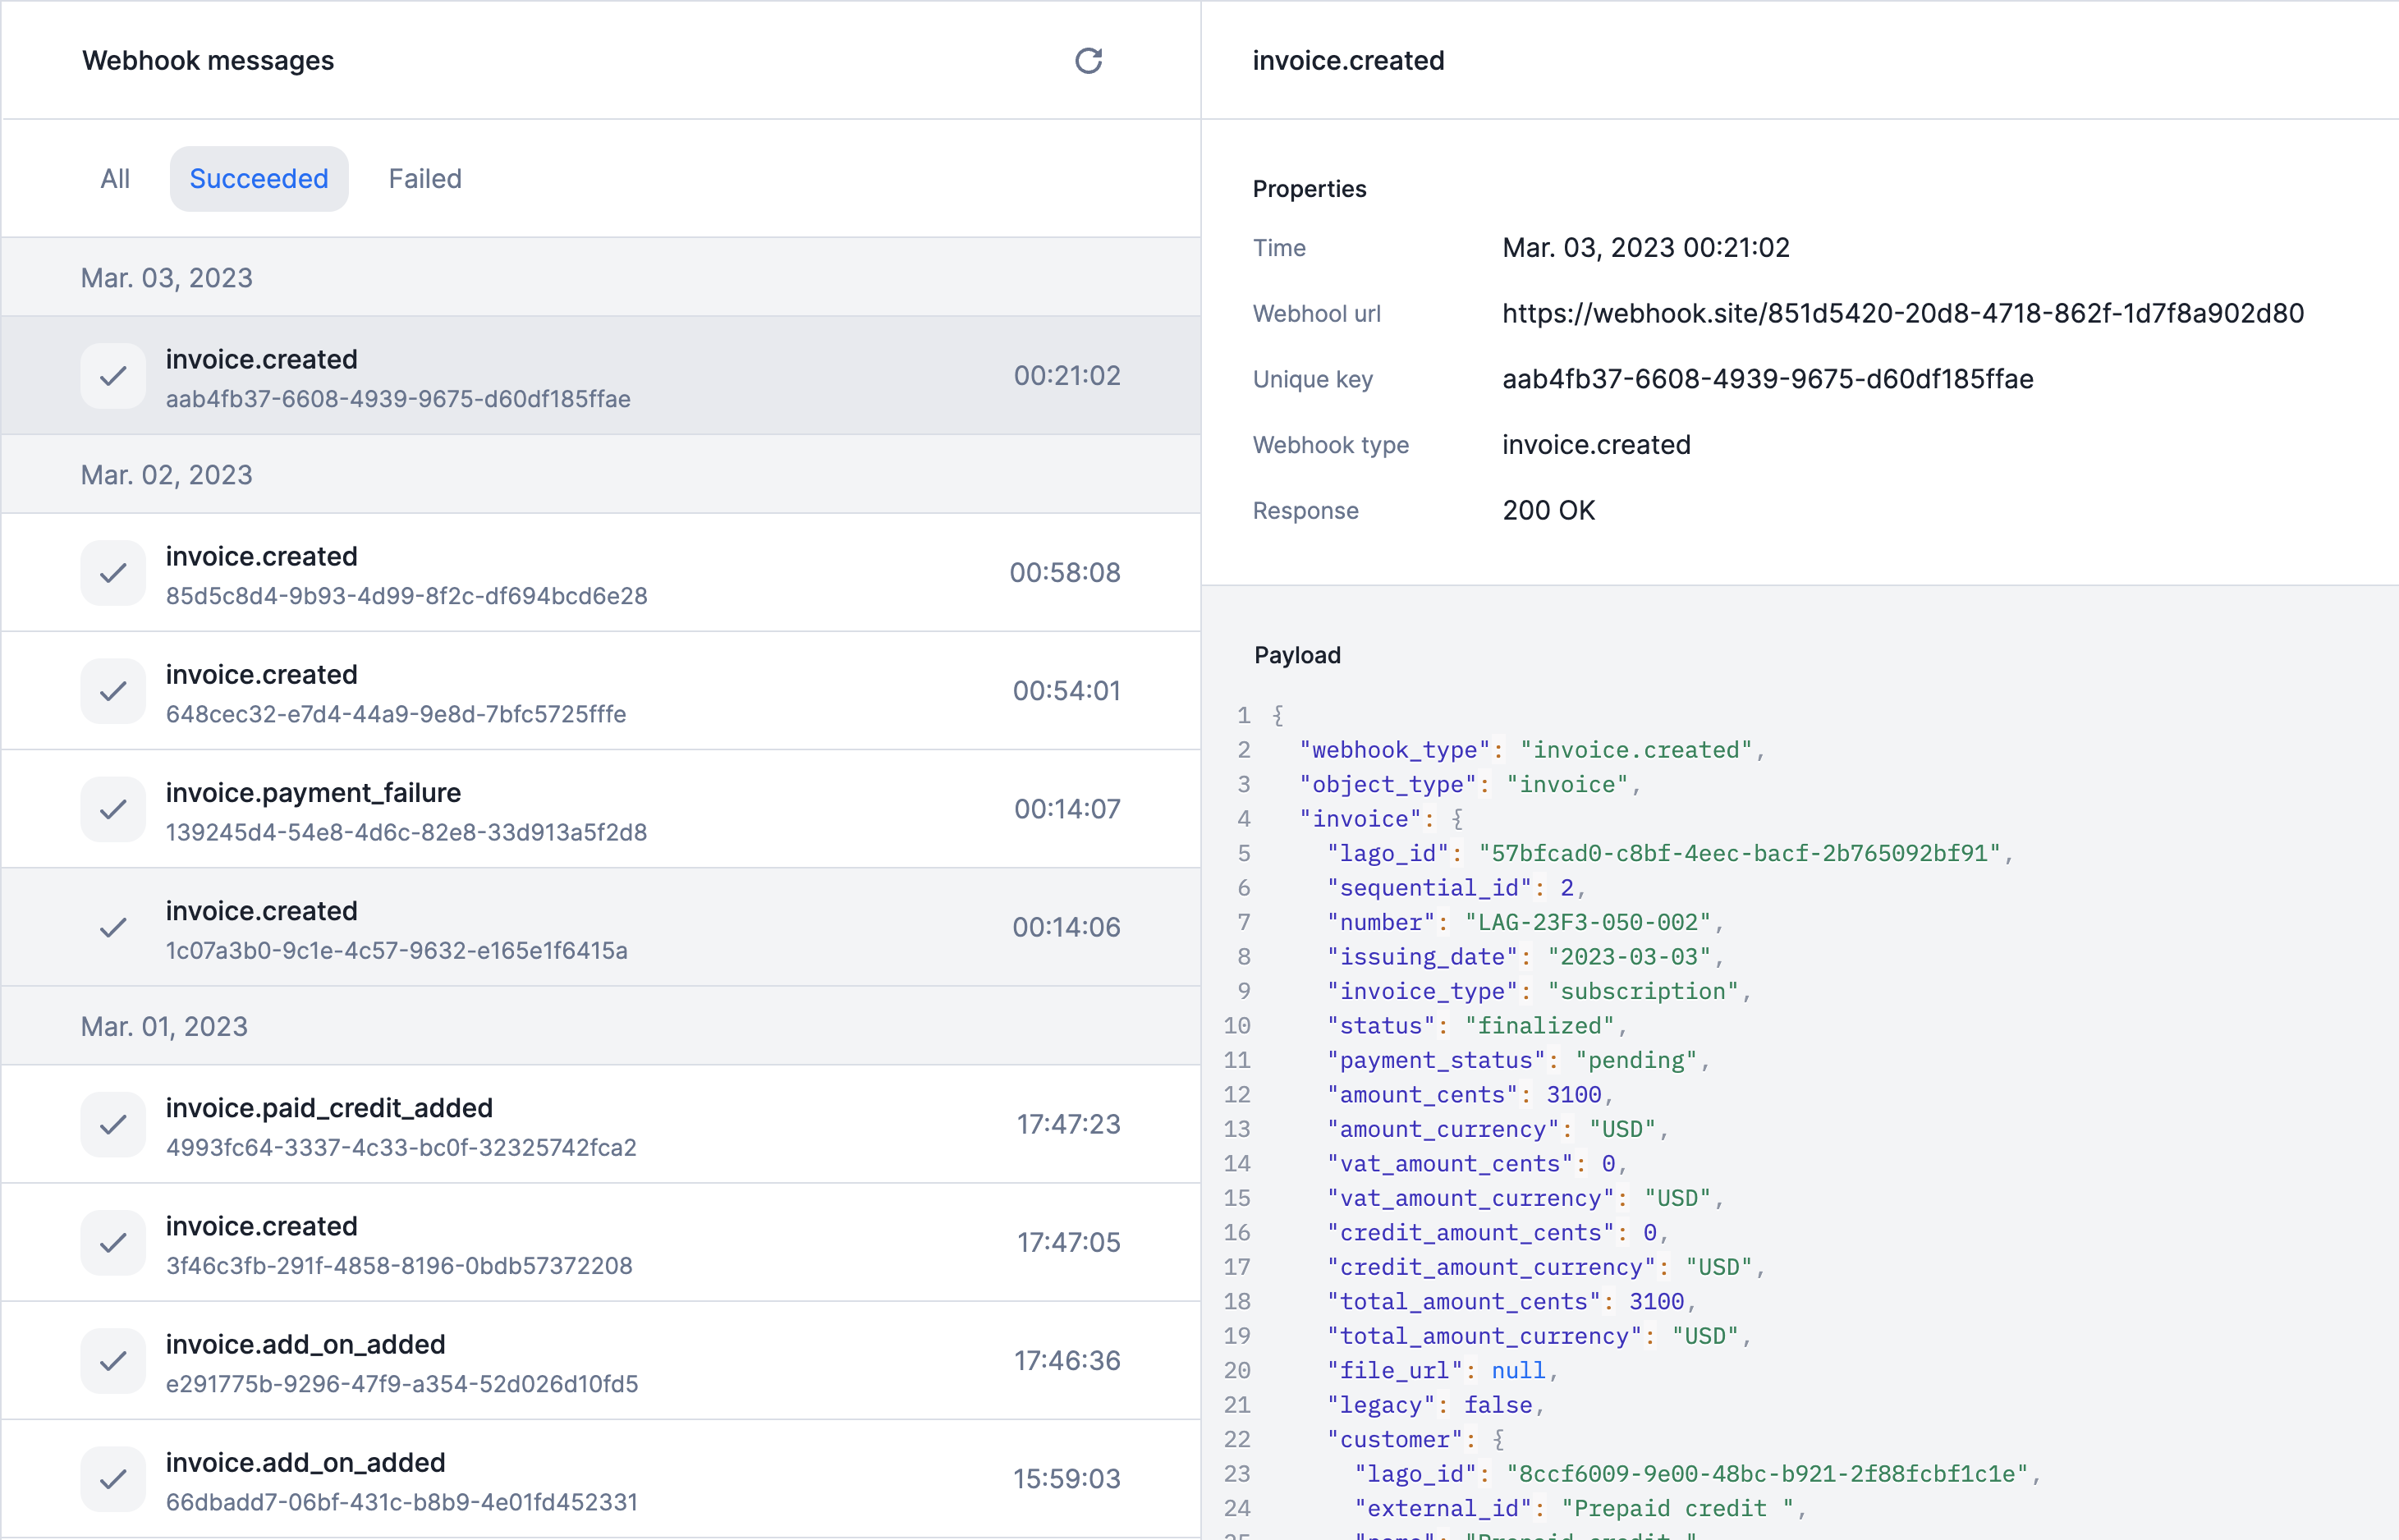 Webhook messages
All
Succeeded
Failed
Mar. 03, 2023
invoice.created
00:21:02
aab4fb37-6608-4939-9675-d60df185ffae
Mar. 02, 2023
invoice.created
00:58:08
85d5c8d4-9b93-4d99-8f2c-df694bcd6e28
invoice.created
00:54:01
648cec32-e7d4-44a9-9e8d-7bfc5725fffe
invoice.payment_failure
00:14:07
139245d4-54e8-4d6c-82e8-33d913a5f2d8
invoice.created
00:14:06
1c07a3b0-9c1e-4c57-9632-e165e1f6415a
Mar. 01, 2023
invoice.paid_credit_added
17:47:23
4993fc64-3337-4c33-bc0f-32325742fca2
invoice.created
17:47:05
3f46c3fb-291f-4858-8196-0bdb57372208
invoice.add_on_added
17:46:36
e291775b-9296-47f9-a354-52d026d10fd5
invoice.add_on_added
15:59:03
66dbadd7-06bf-431c-b8b9-4e01fd452331
invoice.created
Properties
Time Mar. 03, 2023 00:21:02
Webhool url https://webhook.site/851d5420-20d8-4718-862f-1d7f8a902d80
Unique key aab4fb37-6608-4939-9675-d60df185ffae
Webhook type invoice.created
Response 200 OK
Payload
1 {
2 "webhook_type": "invoice.created",
3 "object_type": "invoice",
4 "invoice": {
5 "lago_id": "57bfcad0-c8bf-4eec-bacf-2b765092bf91",
6 "sequential_id": 2,
7 "number": "LAG-23F3-050-002",
8 "issuing_date": "2023-03-03",
9 "invoice_type": "subscription",
10 "status": "finalized",
11 "payment_status": "pending",
12 "amount_cents": 3100,
13 "amount_currency": "USD",
14 "vat_amount_cents": 0,
15 "vat_amount_currency": "USD",
16 "credit_amount_cents": 0,
17 "credit_amount_currency": "USD",
18 "total_amount_cents": 3100,
19 "total_amount_currency": "USD",
20 "file_url": null,
21 "legacy": false,
22 "customer": {
23 "lago_id": "8ccf6009-9e00-48bc-b921-2f88fcbf1c1e",
24 "external_id": "Prepaid credit ",